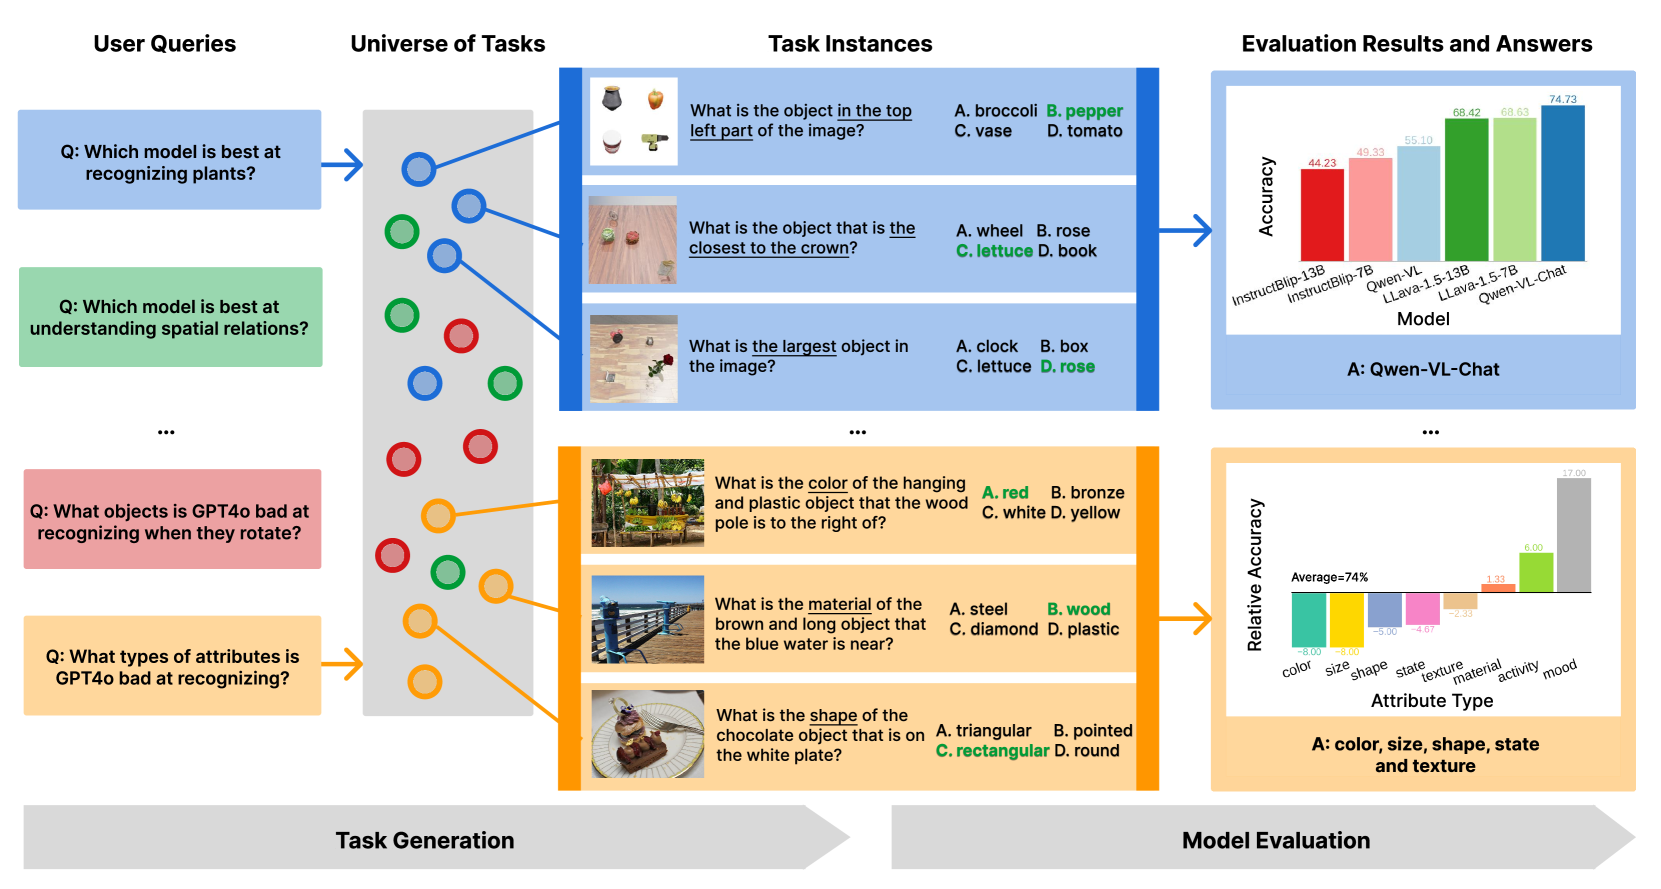 User Queries
Universe of Tasks
Task Instances
Evaluation Results and Answers
Q: Which model is best at
recognizing plants?
Q: Which model is best at
understanding spatial relations?
...
Q: What objects is GPT4o bad at
recognizing when they rotate?
Q: What types of attributes is
GPT4o bad at recognizing?
What is the object in the top
left part of the image?
A. broccoli B. pepper
C. vase D. tomato
What is the object that is the
closest to the crown?
A. wheel B. rose
C. lettuce D. book
What is the largest object in
the image?
A. clock B. box
C. lettuce D. rose
...
What is the color of the hanging
and plastic object that the wood
pole is to the right of?
A. red B. bronze
C. white D. yellow
What is the material of the
brown and long object that
the blue water is near?
A. steel B. wood
C. diamond D. plastic
What is the shape of the
chocolate object that is on
the white plate?
A. triangular B. pointed
C. rectangular D. round
Accuracy
44.23
49.33
55.10
68.42
68.63
74.73
InstructBlip-13B
InstructBlip-7B
Qwen-VL
LLava-1.5-13B
LLava-1.5-7B
Qwen-VL-Chat
Model
A: Qwen-VL-Chat
...
Relative Accuracy
Average=74%
−8.00
−8.00
−5.00
−4.67
−2.33
1.33
6.00
17.00
color
size
shape
state
texture
material
activity
mood
Attribute Type
A: color, size, shape, state
and texture
Task Generation
Model Evaluation